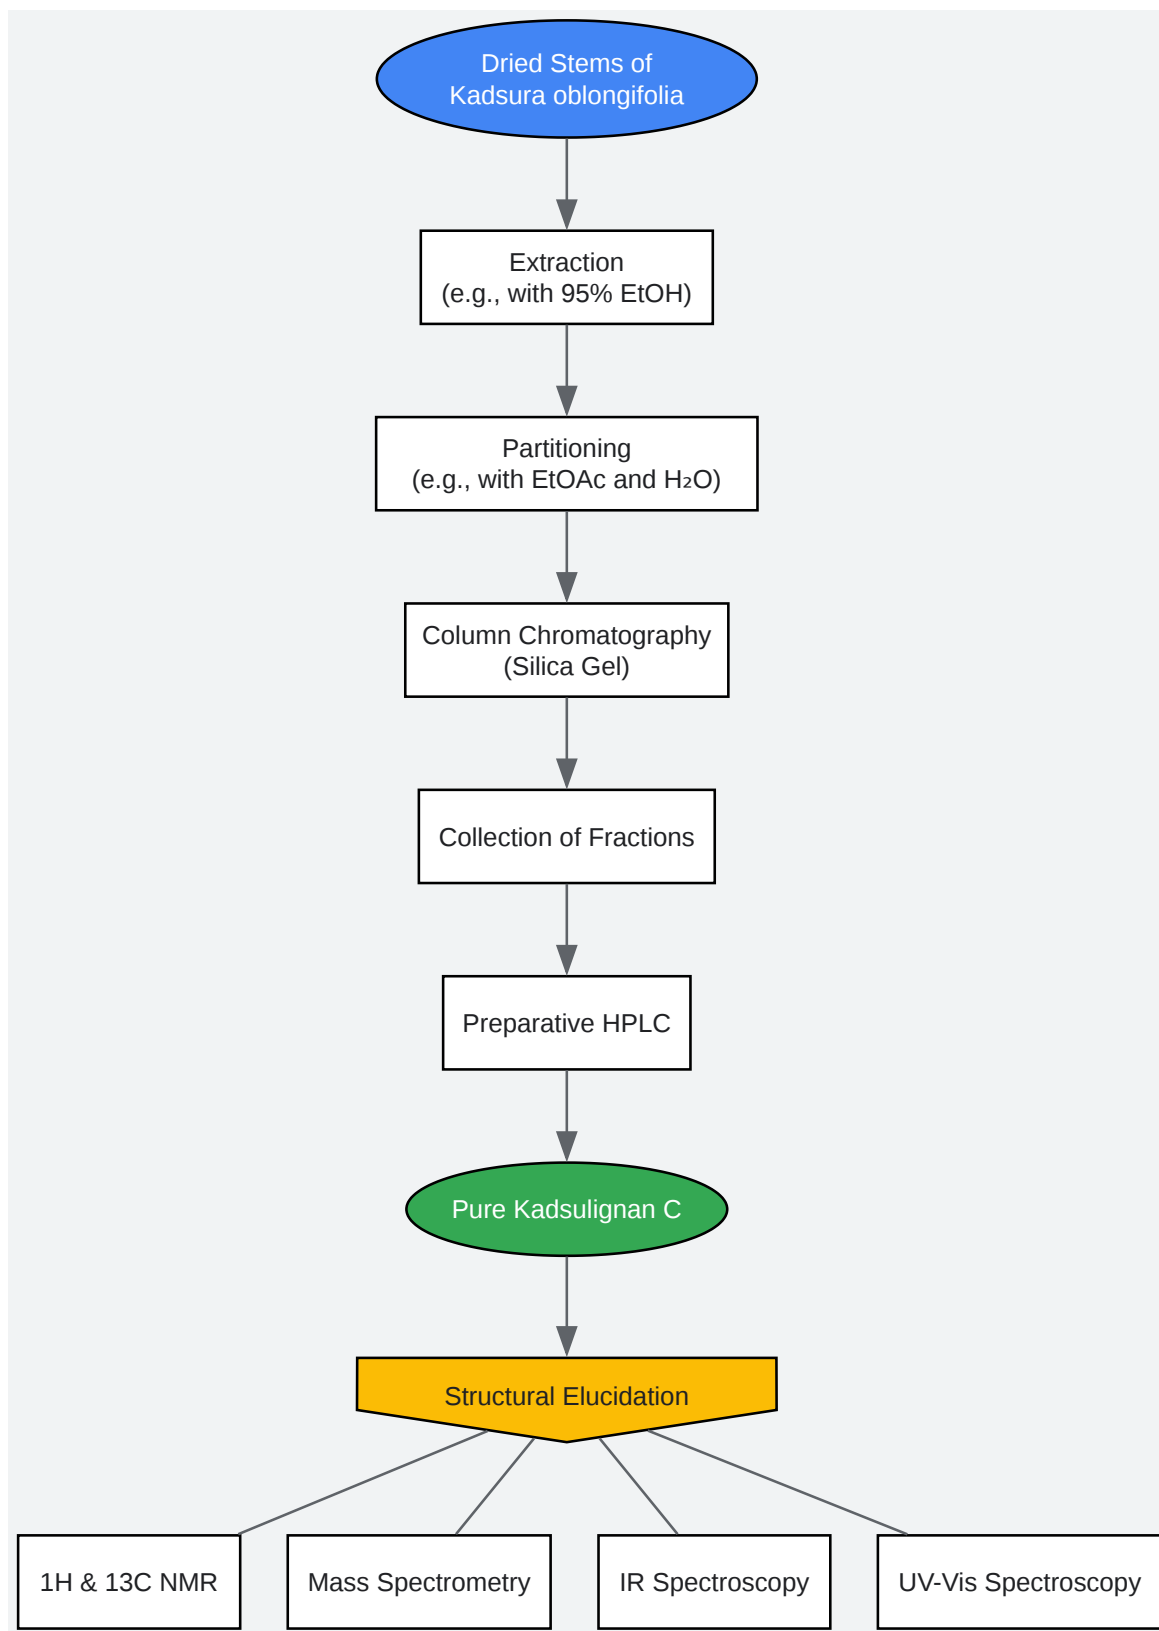 Dried Stems of
Kadsura oblongifolia
Extraction
(e.g., with 95% EtOH)
Partitioning
(e.g., with EtOAc and H₂O)
Column Chromatography
(Silica Gel)
Collection of Fractions
Preparative HPLC
Pure Kadsulignan C
Structural Elucidation
1H & 13C NMR
Mass Spectrometry
IR Spectroscopy
UV-Vis Spectroscopy